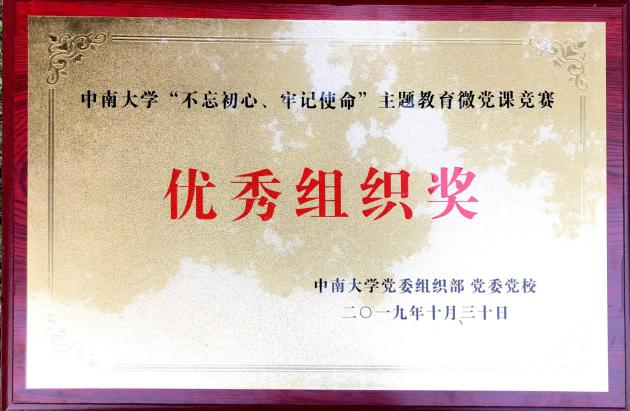 中南大学“不忘初心、牢记使命”主题教育微党课竞赛
优秀组织奖
中南大学党委组织部 党委党校
二〇一九年十月三十日